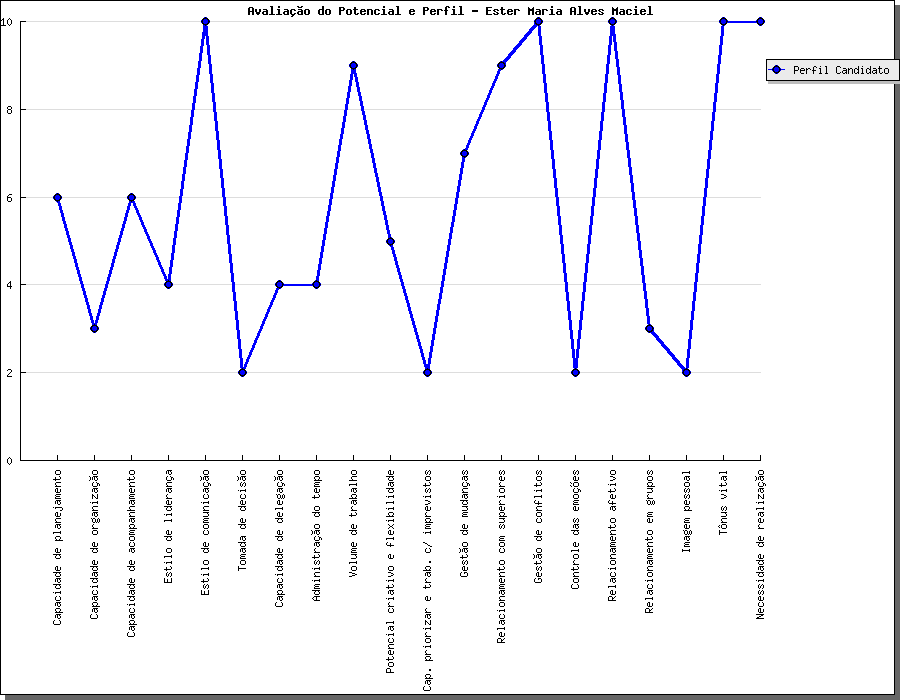 Avaliação do Potencial e Perfil - Ester Maria Alves Maciel
10
8
6
4
2
0
Perfil Candidato
Capacidade de planejamento
Capacidade de organização
Capacidade de acompanhamento
Estilo de liderança
Estilo de comunicação
Tomada de decisão
Capacidade de delegação
Administração do tempo
Volume de trabalho
Potencial criativo e flexibilidade
Cap. priorizar e trab. c/ imprevistos
Gestão de mudanças
Relacionamento com superiores
Gestão de conflitos
Controle das emoções
Relacionamento afetivo
Relacionamento em grupos
Imagem pessoal
Tônus vital
Necessidade de realização